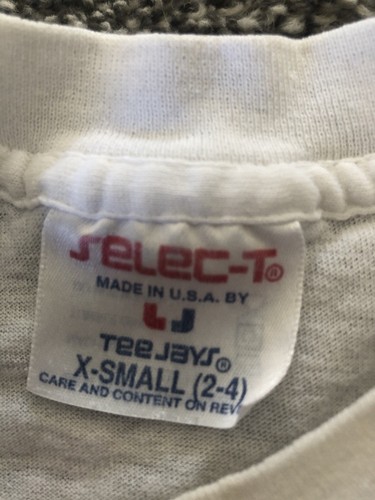 SELEC-T®
MADE IN U.S.A. BY
TEE JAYS®
X-SMALL (2-4)
CARE AND CONTENT ON REV